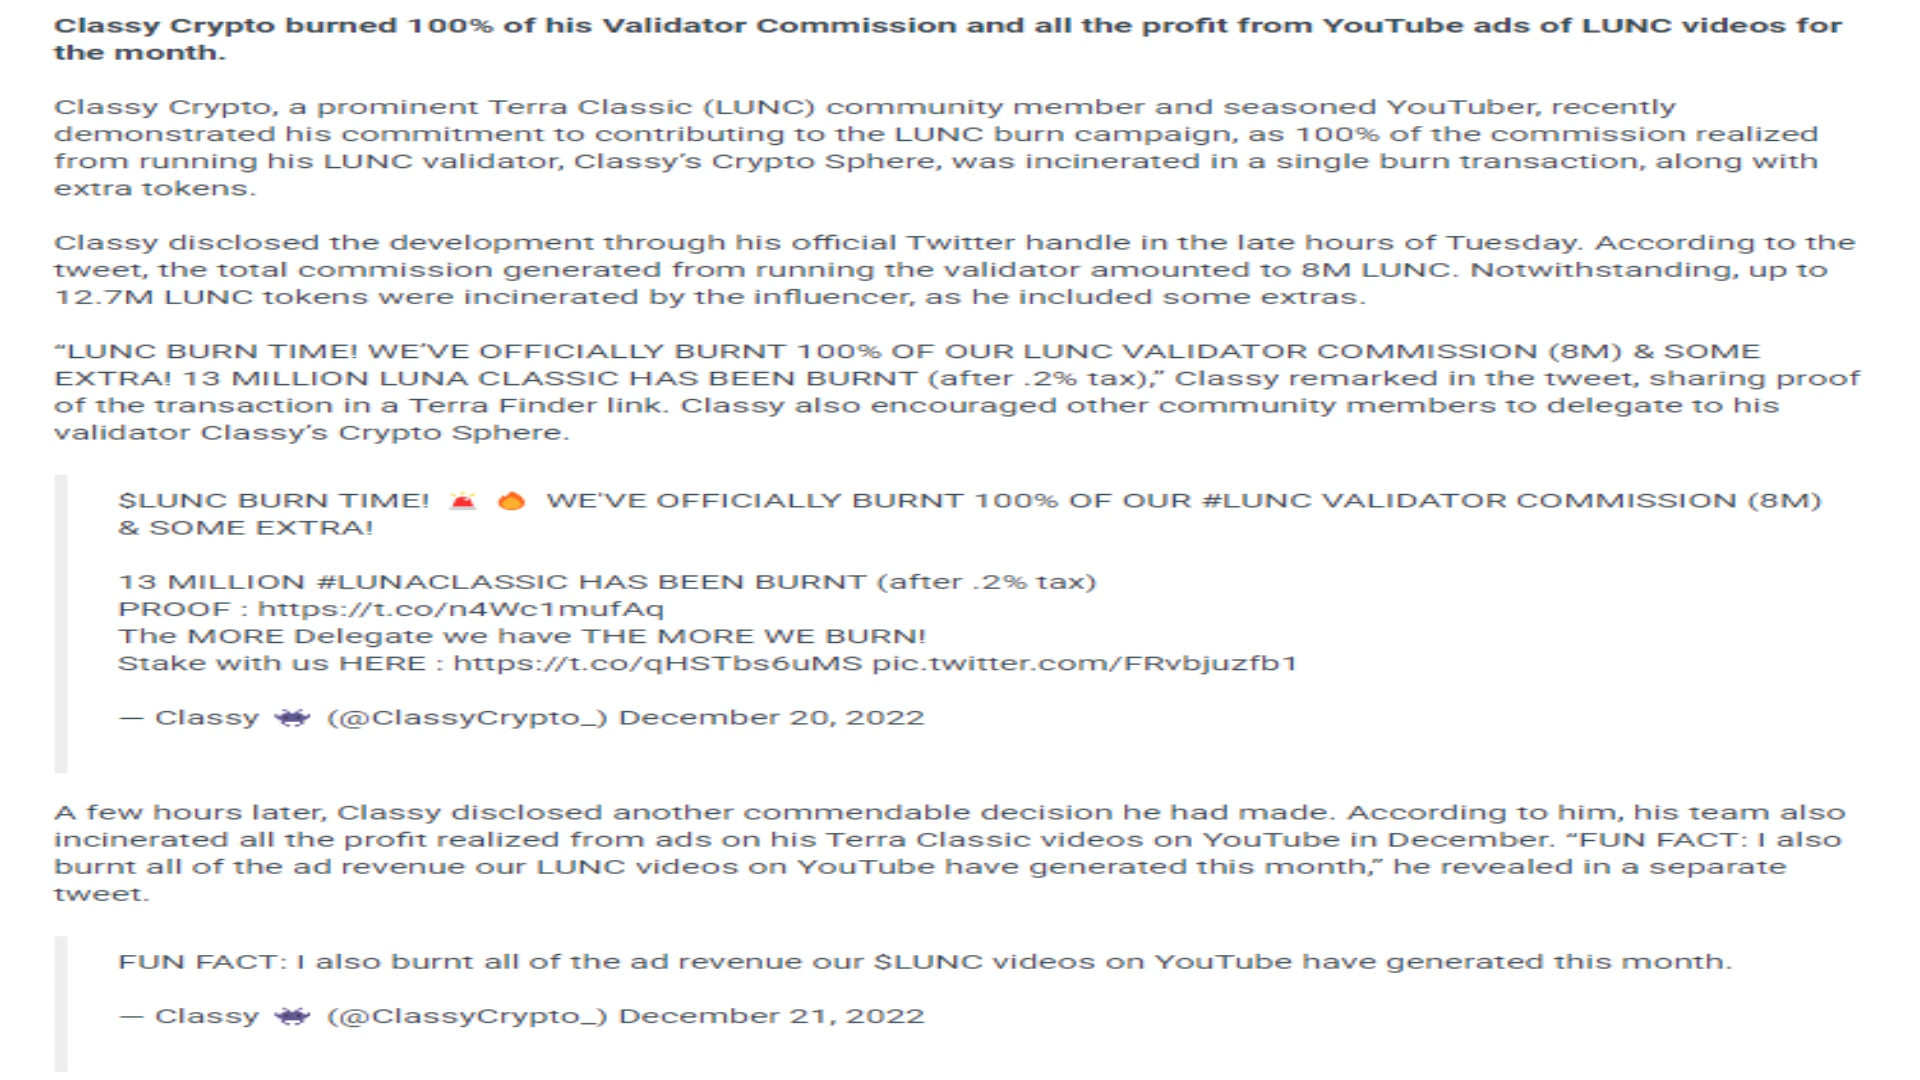 Classy Crypto burned 100% of his Validator Commission and all the profit from YouTube ads of LUNC videos for
the month.
Classy Crypto, a prominent Terra Classic (LUNC) community member and seasoned YouTuber, recently
demonstrated his commitment to contributing to the LUNC burn campaign, as 100% of the commission realized
from running his LUNC validator, Classy’s Crypto Sphere, was incinerated in a single burn transaction, along with
extra tokens.
Classy disclosed the development through his official Twitter handle in the late hours of Tuesday. According to the
tweet, the total commission generated from running the validator amounted to 8M LUNC. Notwithstanding, up to
12.7M LUNC tokens were incinerated by the influencer, as he included some extras.
“LUNC BURN TIME! WE’VE OFFICIALLY BURNT 100% OF OUR LUNC VALIDATOR COMMISSION (8M) & SOME
EXTRA! 13 MILLION LUNA CLASSIC HAS BEEN BURNT (after .2% tax),” Classy remarked in the tweet, sharing proof
of the transaction in a Terra Finder link. Classy also encouraged other community members to delegate to his
validator Classy’s Crypto Sphere.
$LUNC BURN TIME! 🚨 🔥 WE'VE OFFICIALLY BURNT 100% OF OUR #LUNC VALIDATOR COMMISSION (8M)
& SOME EXTRA!
13 MILLION #LUNACLASSIC HAS BEEN BURNT (after .2% tax)
PROOF : https://t.co/n4Wc1mufAq
The MORE Delegate we have THE MORE WE BURN!
Stake with us HERE : https://t.co/qHSTbs6uMS pic.twitter.com/FRvbjuzfb1
— Classy 👾 (@ClassyCrypto_) December 20, 2022
A few hours later, Classy disclosed another commendable decision he had made. According to him, his team also
incinerated all the profit realized from ads on his Terra Classic videos on YouTube in December. “FUN FACT: I also
burnt all of the ad revenue our LUNC videos on YouTube have generated this month,” he revealed in a separate
tweet.
FUN FACT: I also burnt all of the ad revenue our $LUNC videos on YouTube have generated this month.
— Classy 👾 (@ClassyCrypto_) December 21, 2022